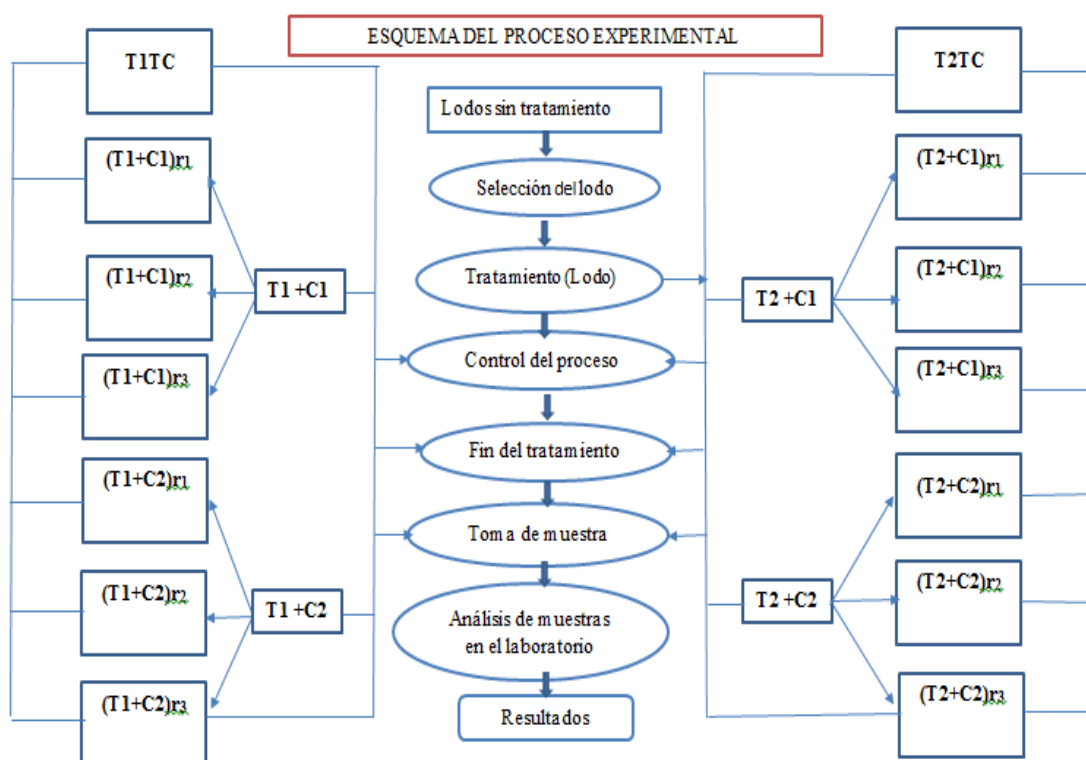 ESQUEMA DEL PROCESO EXPERIMENTAL
T1TC
(T1+C1)r1
(T1+C1)r2
(T1+C1)r3
(T1+C2)r1
(T1+C2)r2
(T1+C2)r3
T1 +C1
T1 +C2
Lodos sin tratamiento
Selección del lodo
Tratamiento (Lodo)
Control del proceso
Fin del tratamiento
Toma de muestra
Análisis de muestras
en el laboratorio
Resultados
T2 +C1
T2 +C2
T2TC
(T2+C1)r1
(T2+C1)r2
(T2+C1)r3
(T2+C2)r1
(T2+C2)r2
(T2+C2)r3